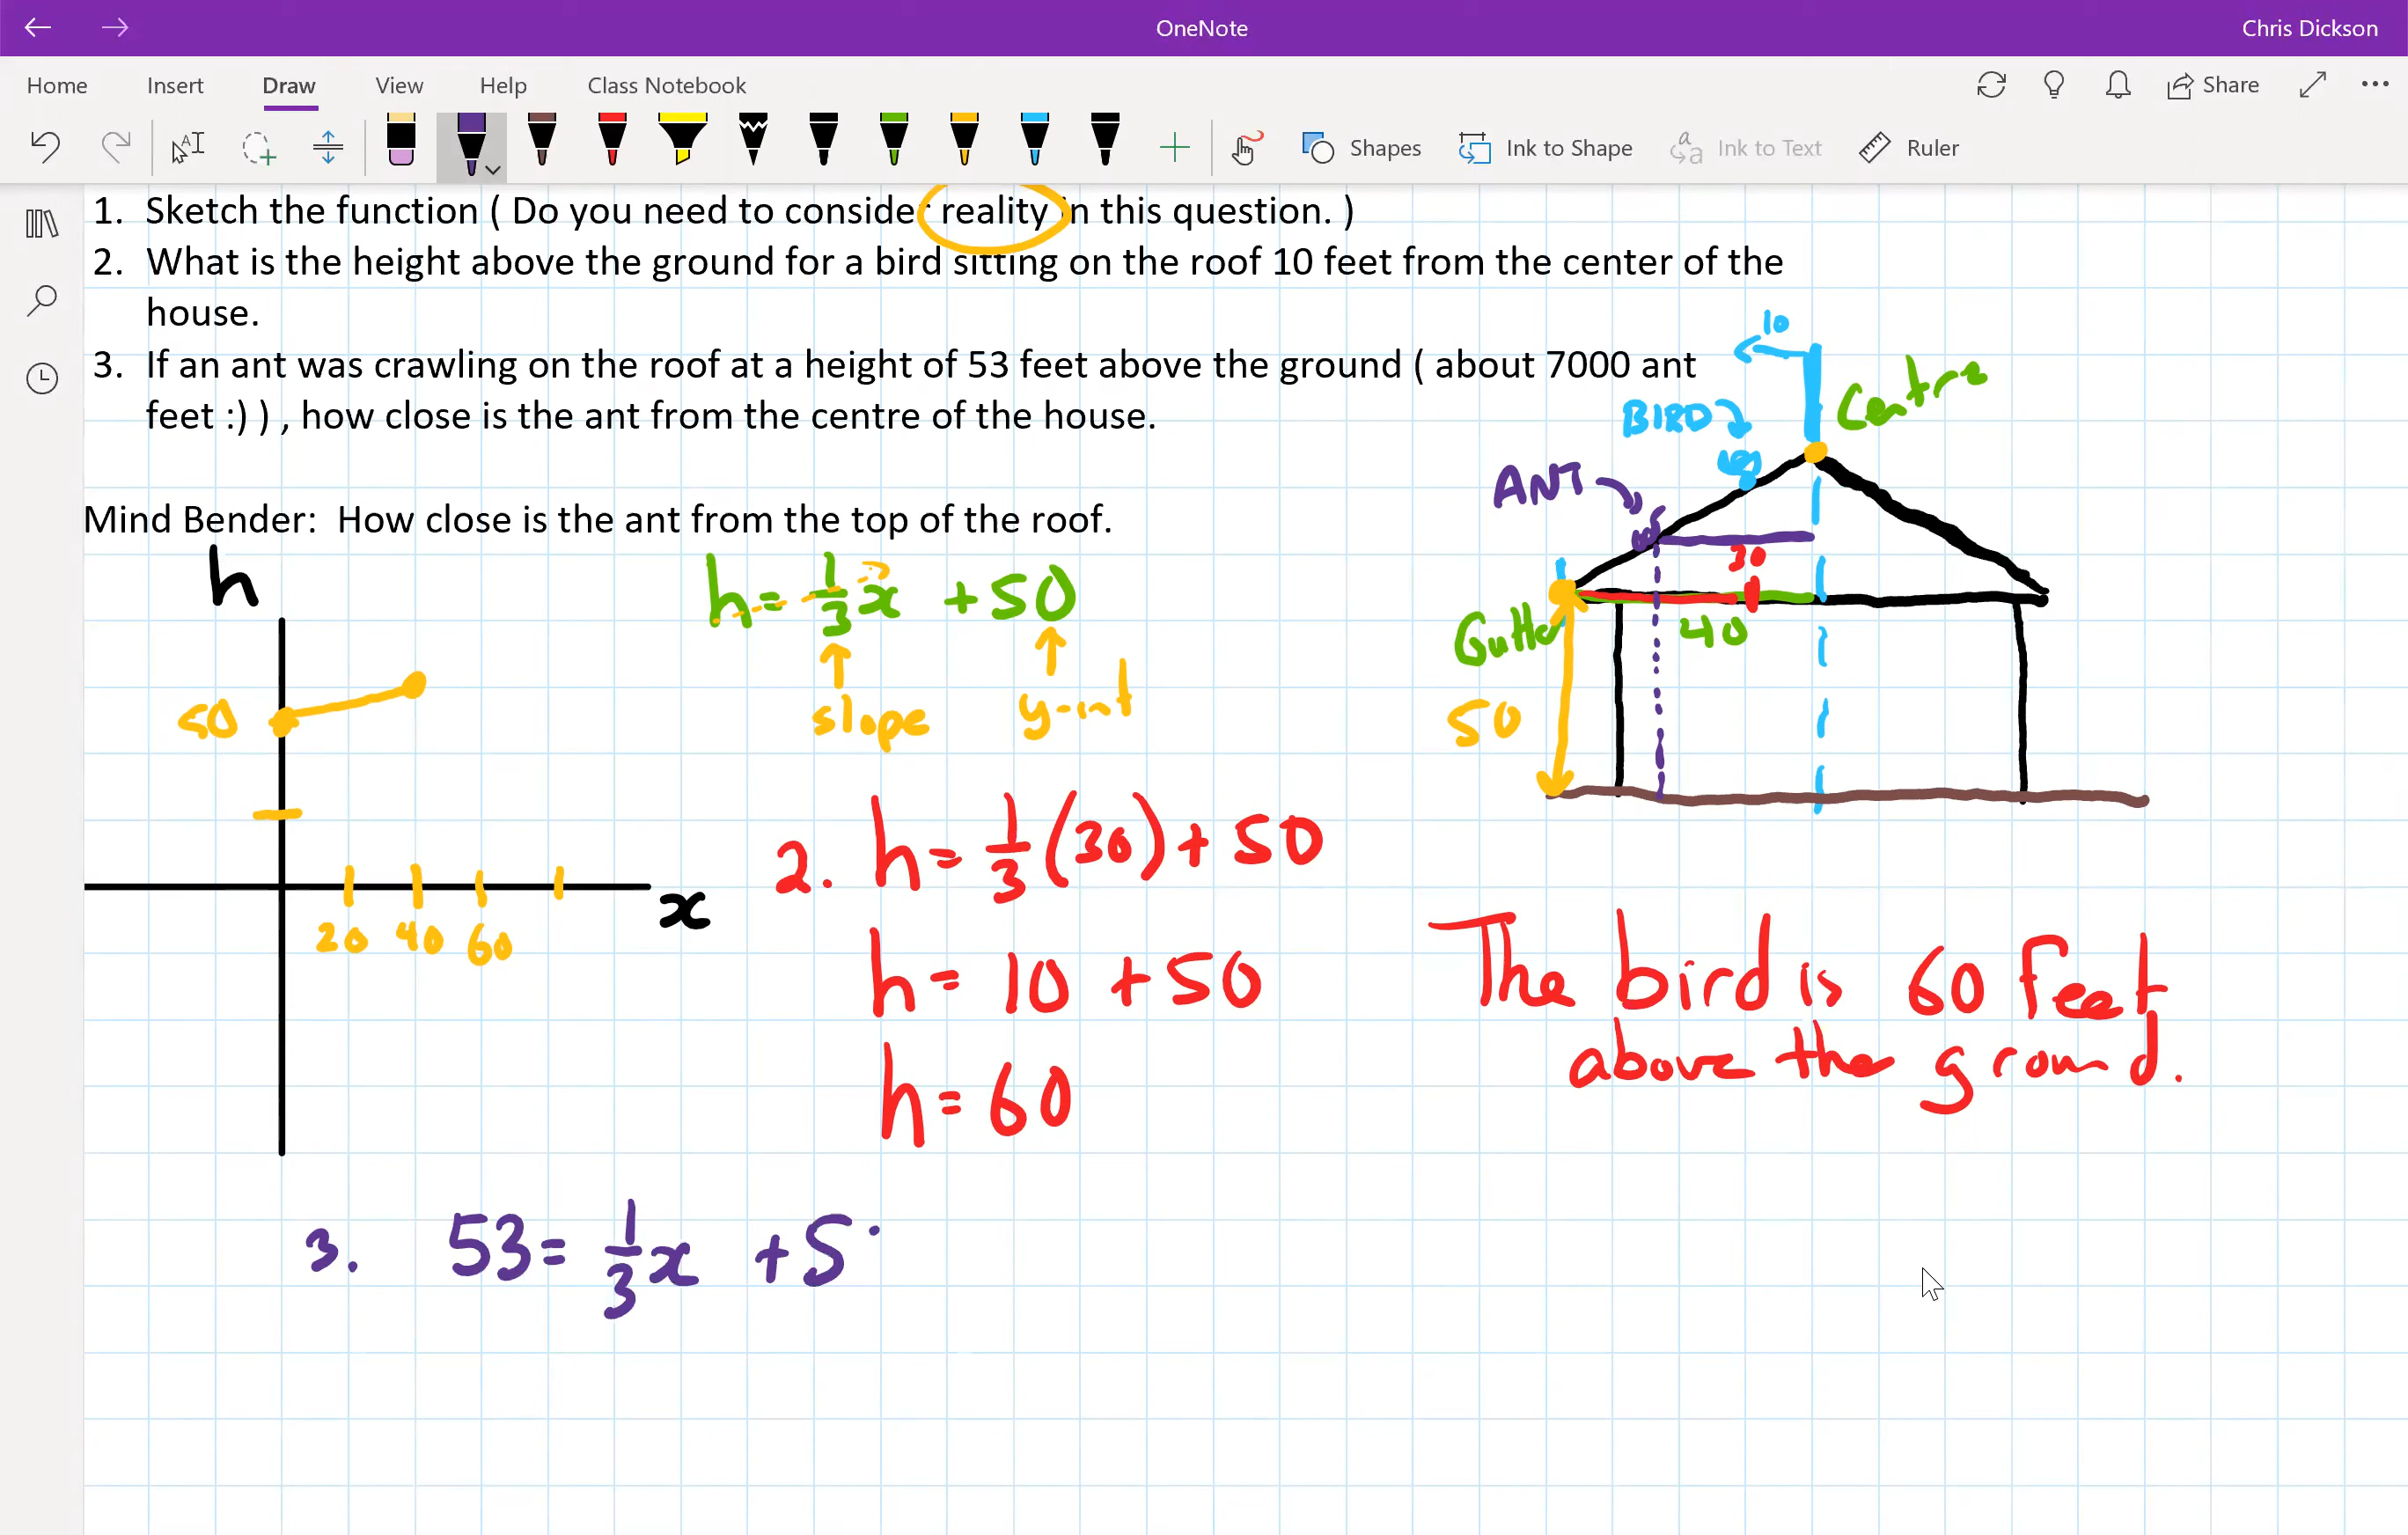 OneNote
Chris Dickson
Home Insert Draw View Help Class Notebook
Share
Shapes Ink to Shape Ink to Text Ruler
1. Sketch the function ( Do you need to consider reality in this question. )
2. What is the height above the ground for a bird sitting on the roof 10 feet from the center of the
house.
3. If an ant was crawling on the roof at a height of 53 feet above the ground ( about 7000 ant
feet :) ) , how close is the ant from the centre of the house.
Mind Bender: How close is the ant from the top of the roof.
10
Centre
BIRD
ANT
30
Gutter
40
50
h
50
20 40 60
x
h = 1/3 x + 50
slope
y-int
2. h = 1/3 (30) + 50
h = 10 + 50
h = 60
The bird is 60 feet
above the ground.
3. 53 = 1/3 x + 5